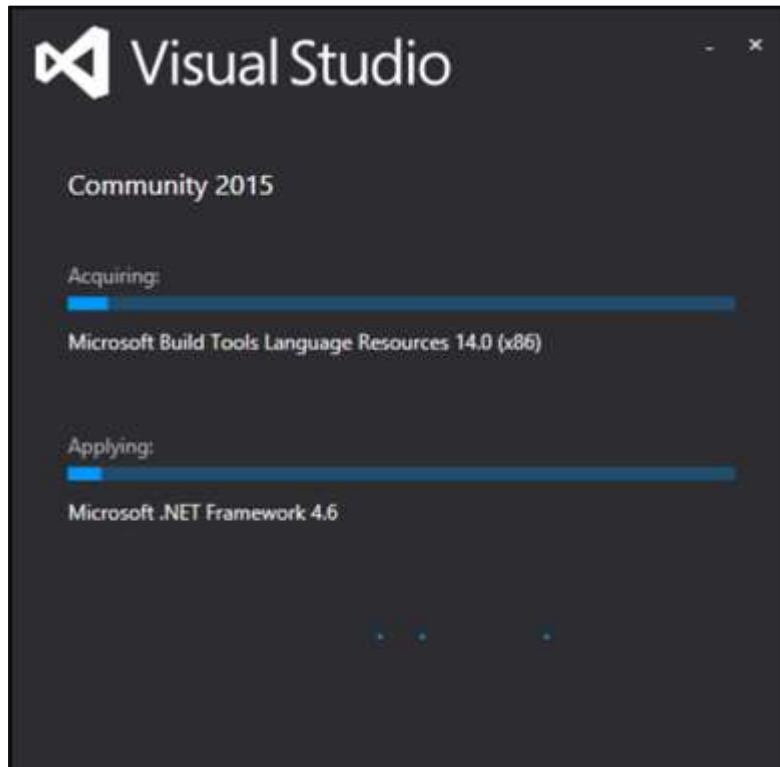 Visual Studio
Community 2015
Acquiring:
Microsoft Build Tools Language Resources 14.0 (x86)
Applying:
Microsoft .NET Framework 4.6